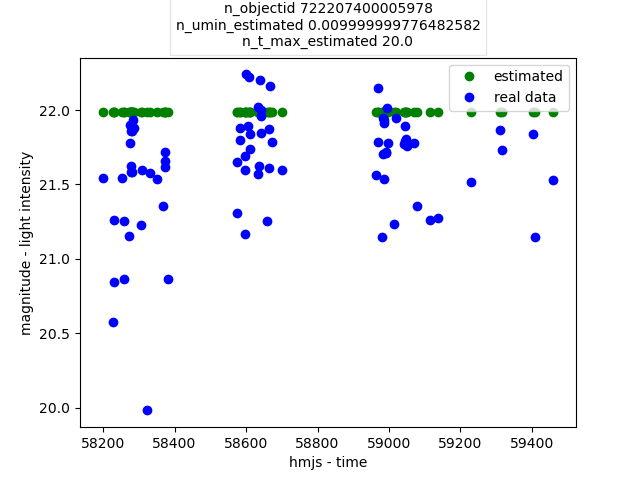 n_objectid 722207400005978
n_umin_estimated 0.009999999776482582
n_t_max_estimated 20.0
estimated
real data
22.0
21.5
21.0
20.5
20.0
magnitude - light intensity
58200 58400 58600 58800 59000 59200 59400
hmjs - time